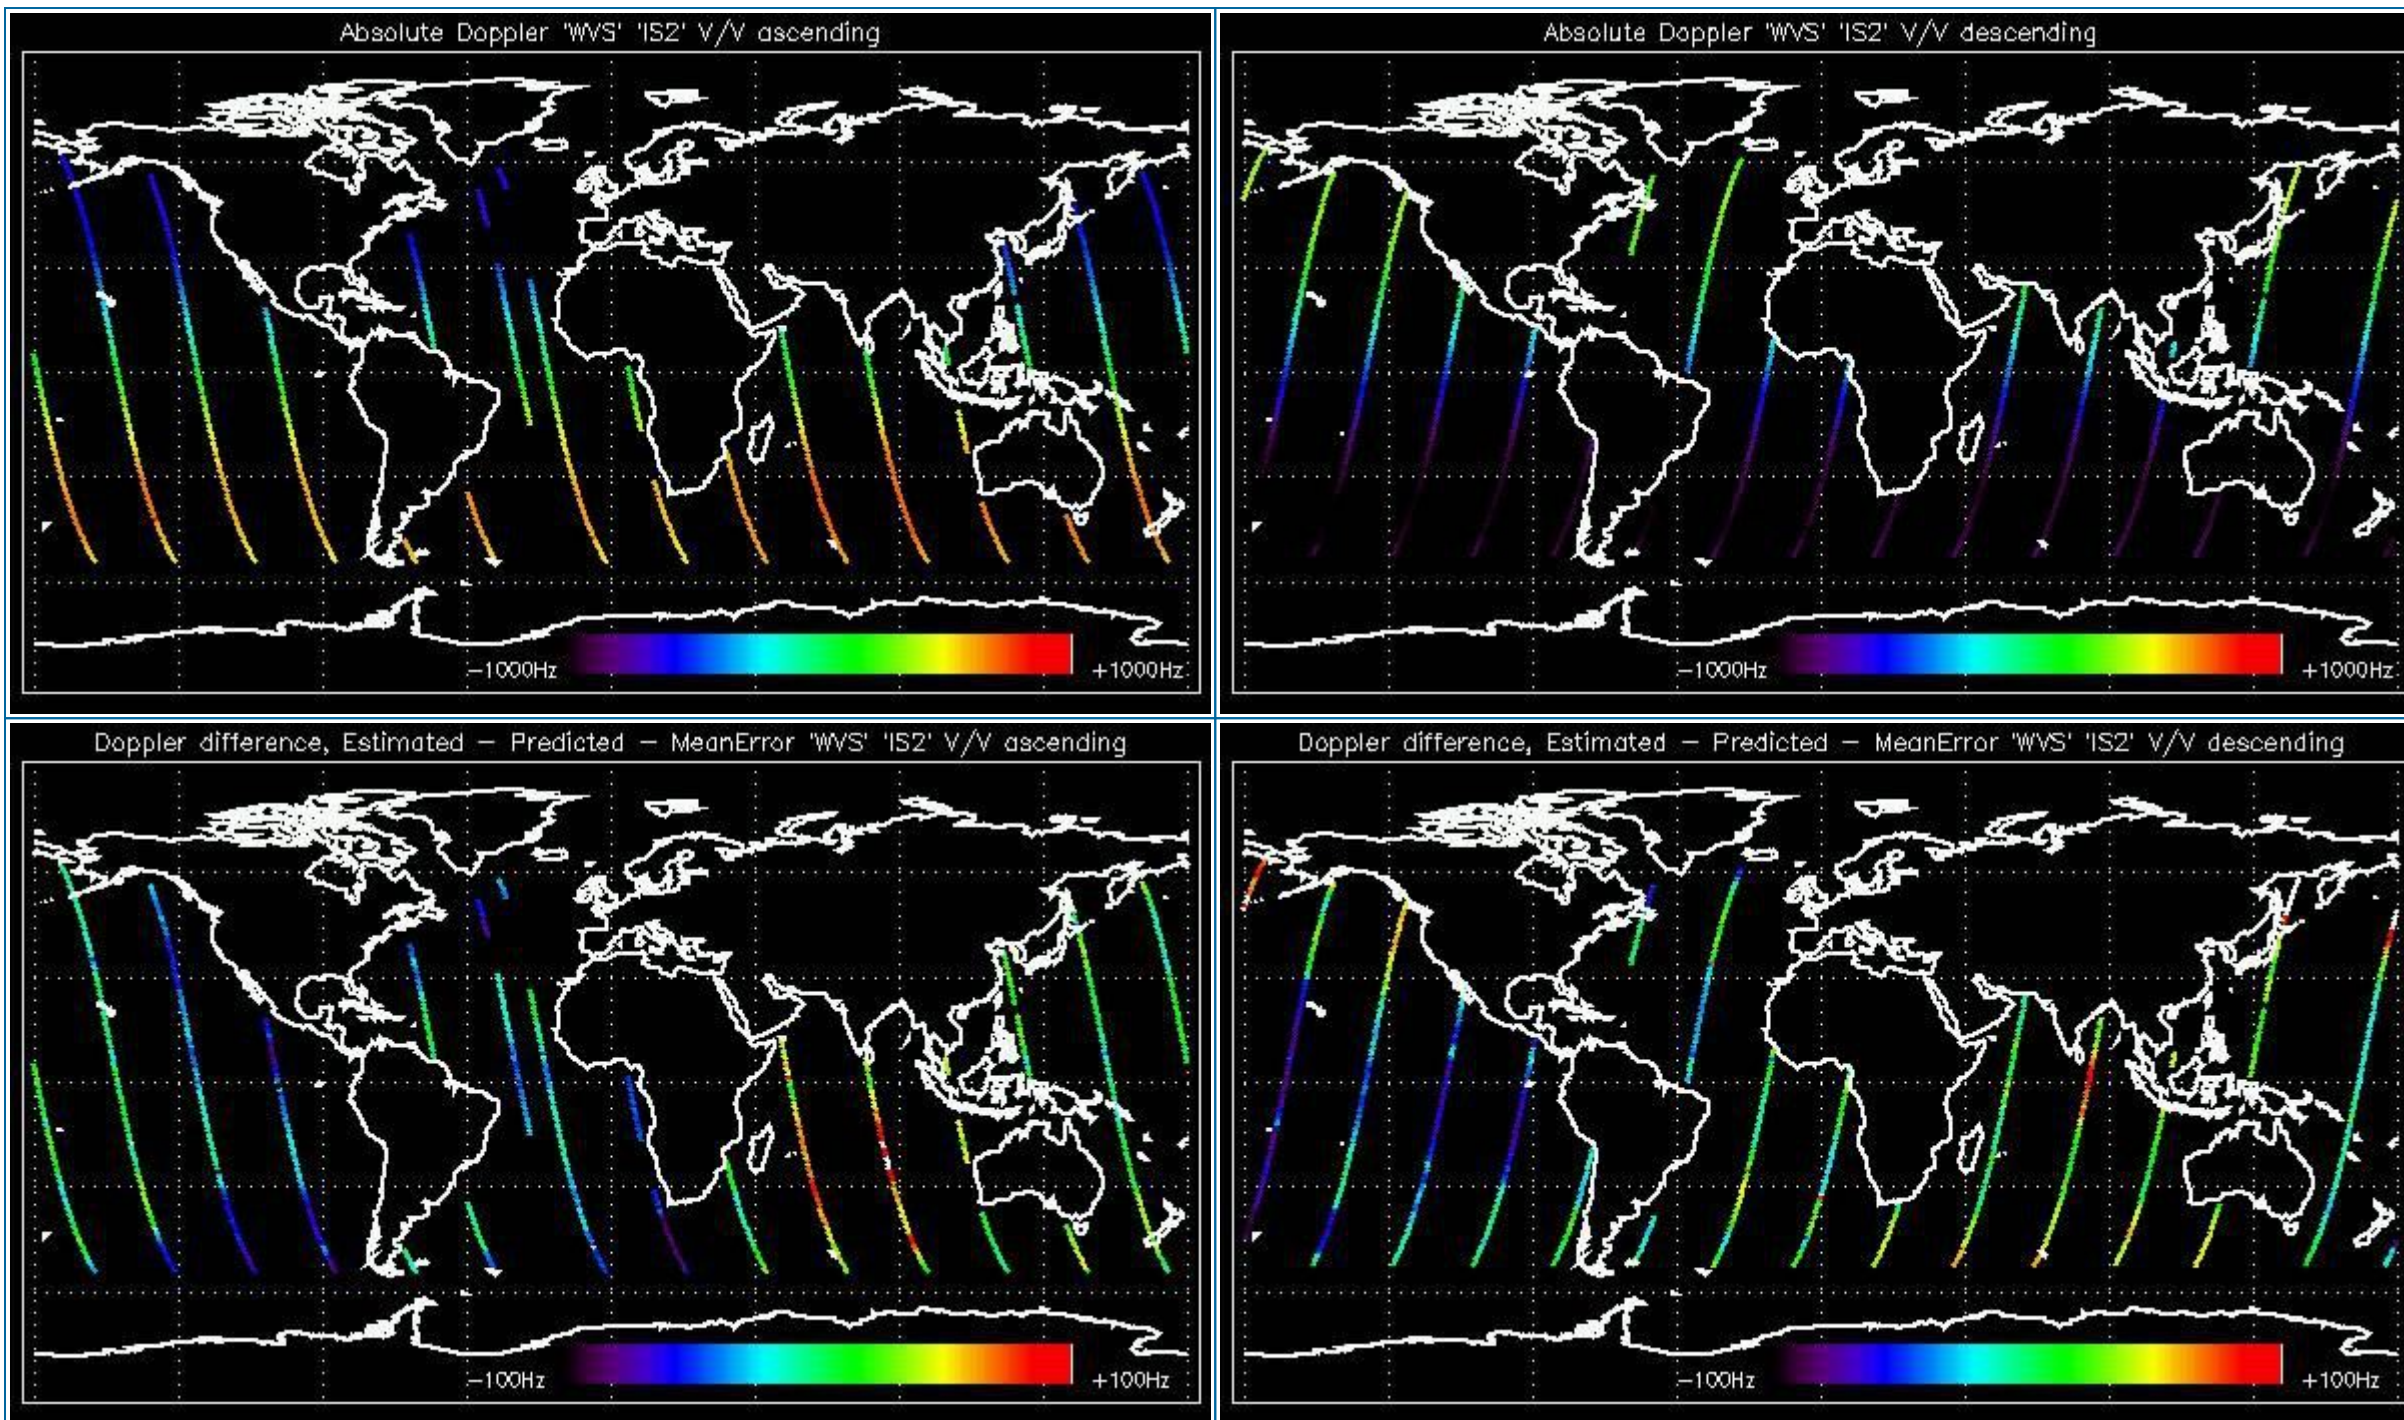 Absolute Doppler 'WVS' 'IS2' V/V ascending
−1000Hz
+1000Hz
Absolute Doppler 'WVS' 'IS2' V/V descending
−1000Hz
+1000Hz
Doppler difference, Estimated − Predicted − MeanError 'WVS' 'IS2' V/V ascending
−100Hz
+100Hz
Doppler difference, Estimated − Predicted − MeanError 'WVS' 'IS2' V/V descending
−100Hz
+100Hz